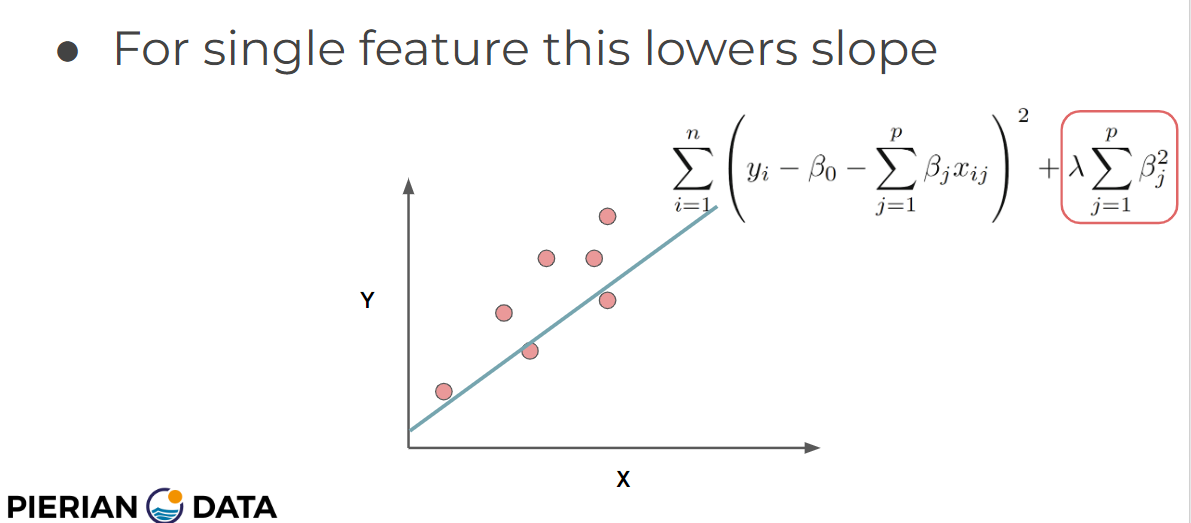 ● For single feature this lowers slope
$\sum_{i=1}^{n} \left( y_i - \beta_0 - \sum_{j=1}^{p} \beta_j x_{ij} \right)^2 + \lambda \sum_{j=1}^{p} \beta_j^2$
Y
X
PIERIAN DATA